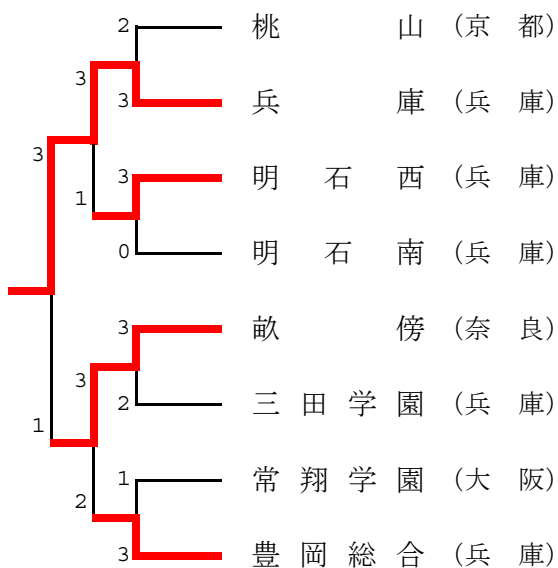 2 桃山 (京都)
3
3 兵庫 (兵庫)
3
3 明石西 (兵庫)
1
0 明石南 (兵庫)
3 畝傍 (奈良)
3
2 三田学園 (兵庫)
1
1 常翔学園 (大阪)
2
3 豊岡総合 (兵庫)